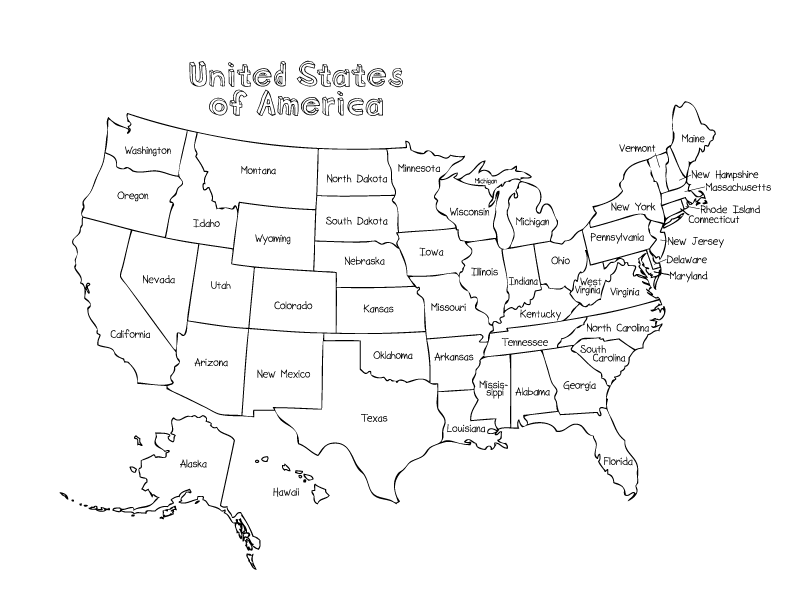 United States
of America
Washington
Oregon
California
Nevada
Idaho
Montana
Wyoming
Utah
Colorado
Arizona
New Mexico
North Dakota
South Dakota
Nebraska
Kansas
Oklahoma
Texas
Minnesota
Iowa
Missouri
Arkansas
Louisiana
Wisconsin
Illinois
Michigan
Michigan
Indiana
Ohio
Kentucky
Tennessee
Missis-
sippi
Alabama
Georgia
Florida
South
Carolina
North Carolina
Virginia
West
Virginia
Pennsylvania
New York
Vermont
Maine
New Hampshire
Massachusetts
Rhode Island
Connecticut
New Jersey
Delaware
Maryland
Alaska
Hawaii